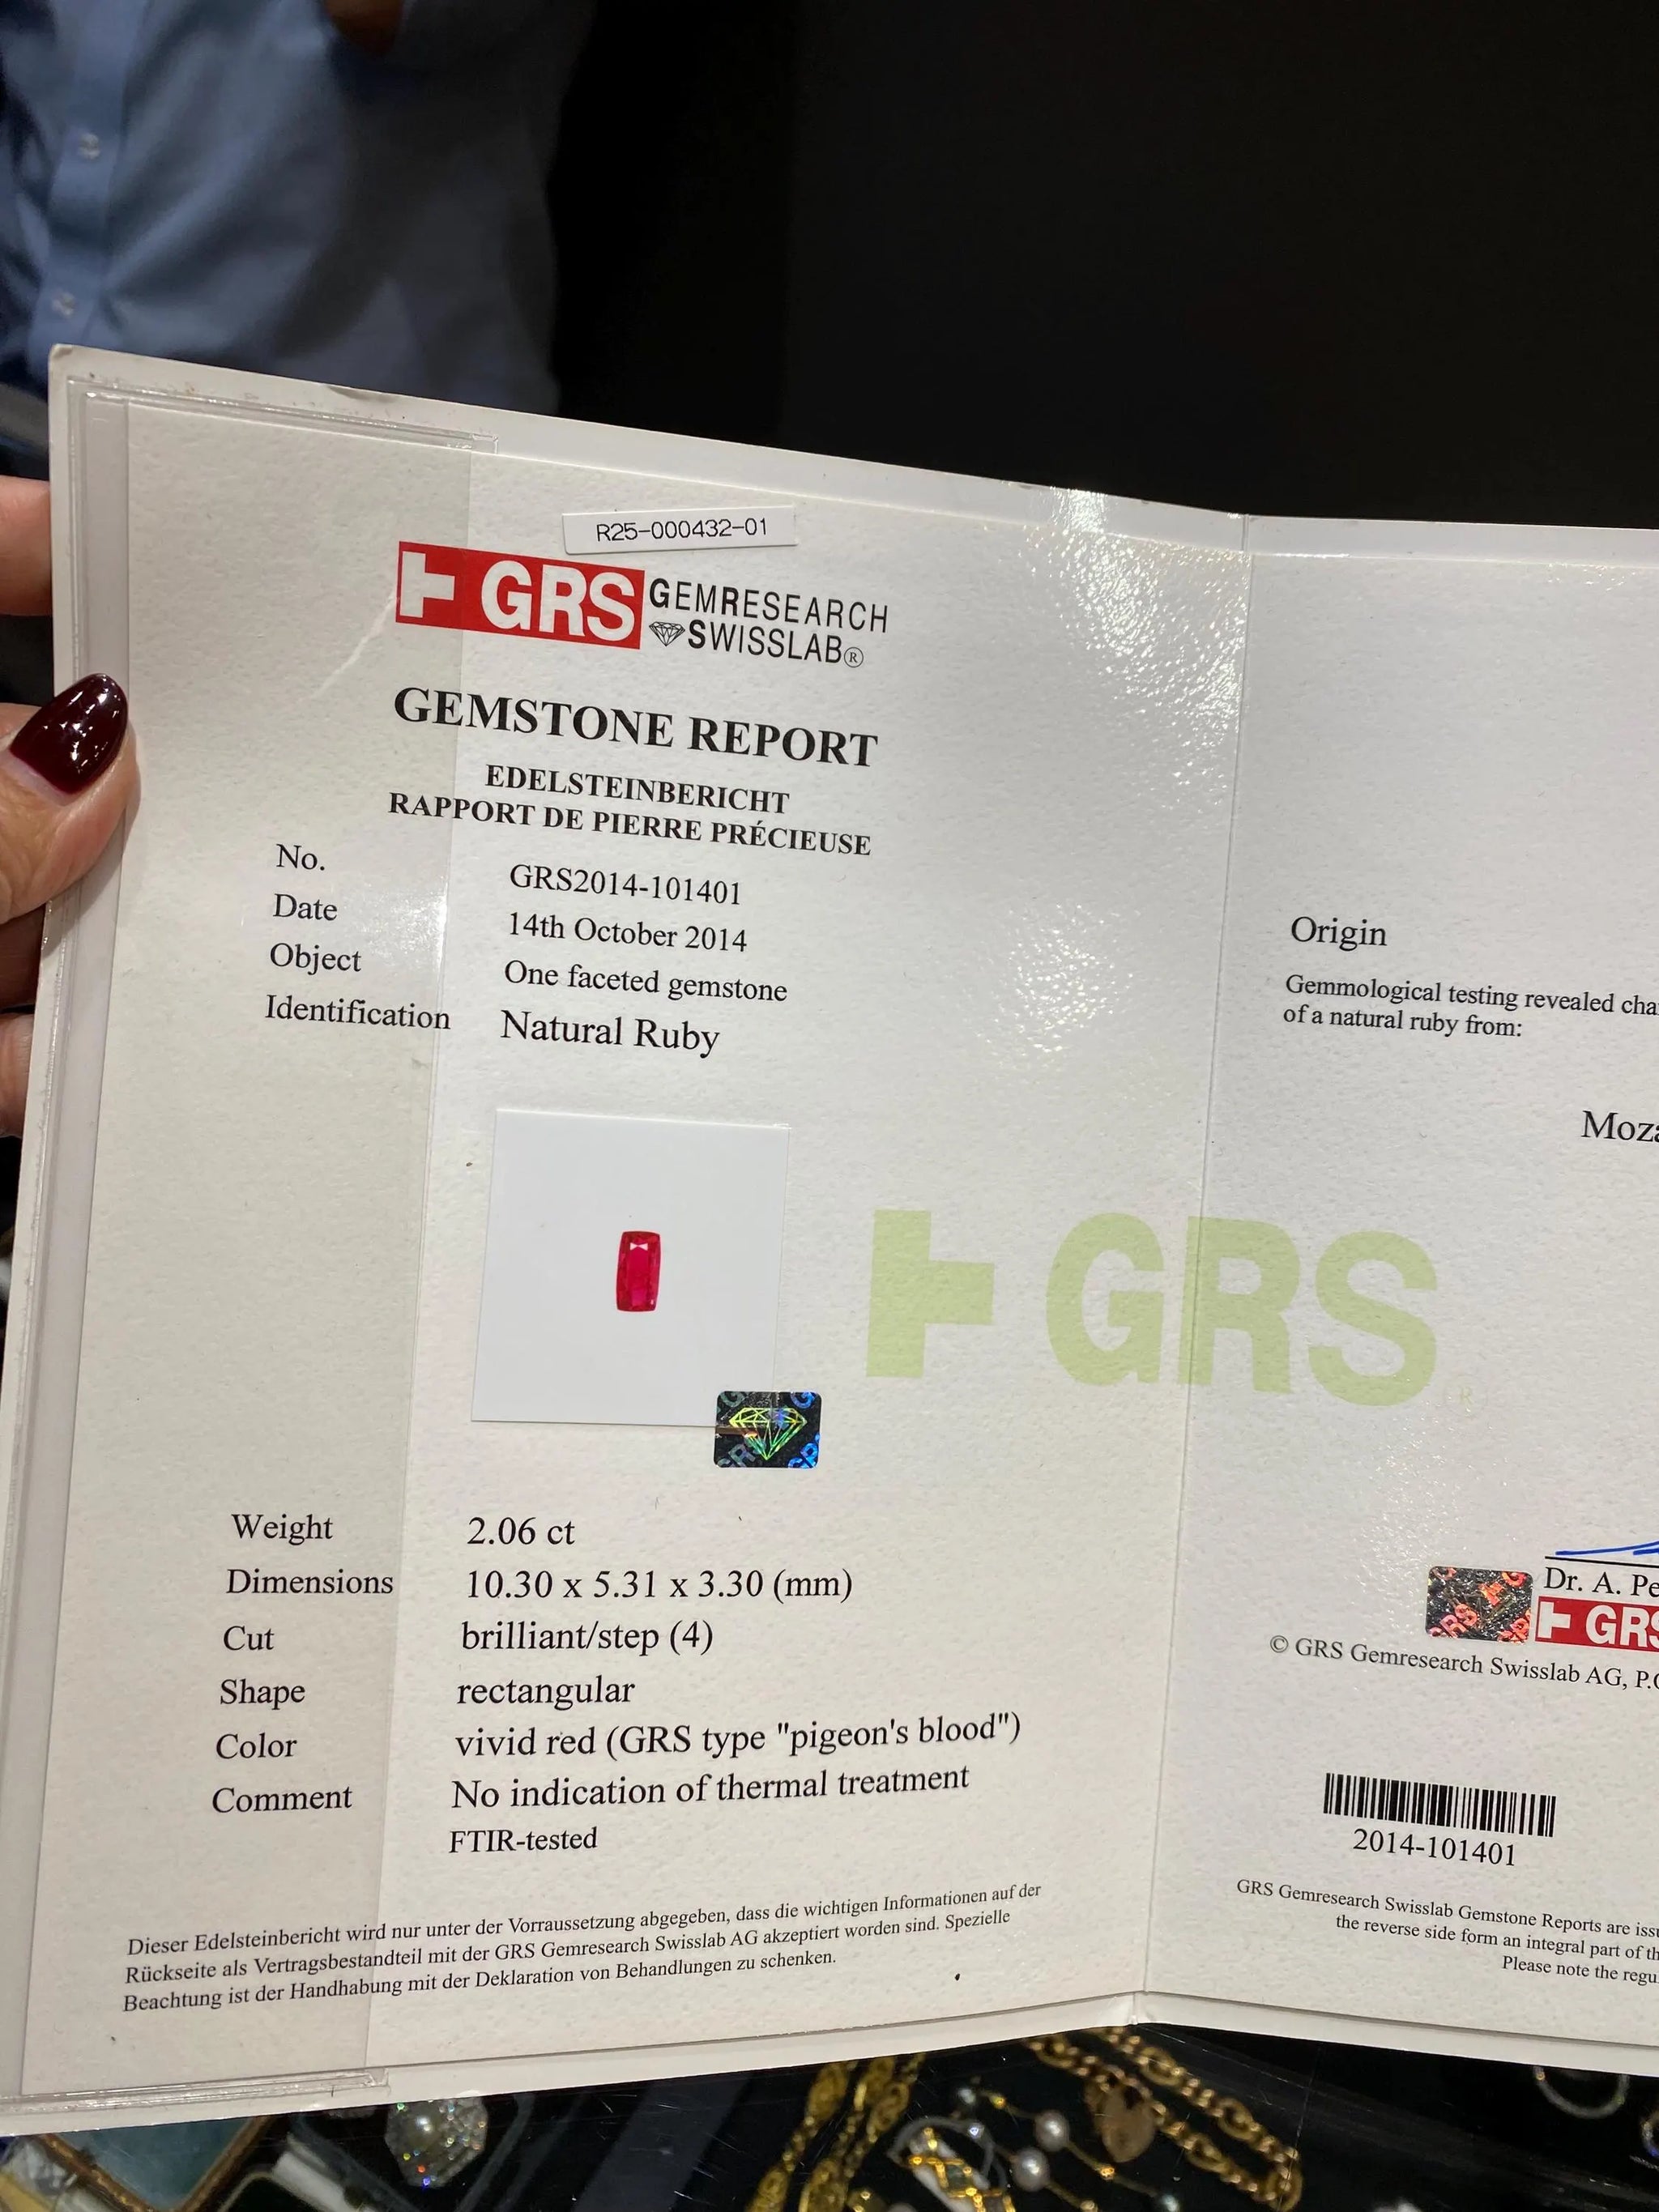 R25-000432-01
GRS GEMRESEARCH
SWISSLAB®
GEMSTONE REPORT
EDELSTEINBERICHT
RAPPORT DE PIERRE PRÉCIEUSE
No. GRS2014-101401
Date 14th October 2014
Object One faceted gemstone
Identification Natural Ruby
GRS
Weight 2.06 ct
Dimensions 10.30 x 5.31 x 3.30 (mm)
Cut brilliant/step (4)
Shape rectangular
Color vivid red (GRS type "pigeon's blood")
Comment No indication of thermal treatment
FTIR-tested
Dieser Edelsteinbericht wird nur unter der Vorraussetzung abgegeben, dass die wichtigen Informationen auf der
Rückseite als Vertragsbestandteil mit der GRS Gemresearch Swisslab AG akzeptiert worden sind. Spezielle
Beachtung ist der Handhabung mit der Deklaration von Behandlungen zu schenken.
Origin
Gemmological testing revealed cha
of a natural ruby from:
Moza
Dr. A. Pe
GRS
© GRS Gemresearch Swisslab AG, P.O
2014-101401
GRS Gemresearch Swisslab Gemstone Reports are issu
the reverse side form an integral part of th
Please note the regu